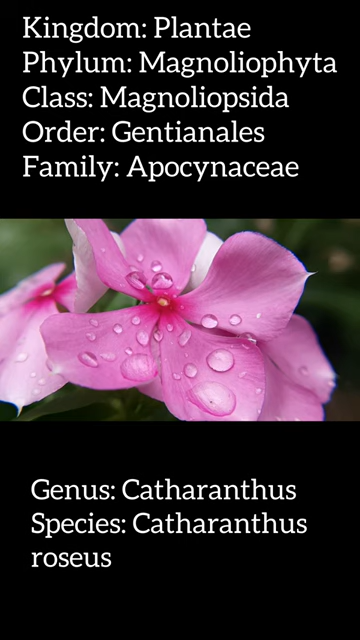 Kingdom: Plantae
Phylum: Magnoliophyta
Class: Magnoliopsida
Order: Gentianales
Family: Apocynaceae
Genus: Catharanthus
Species: Catharanthus
roseus